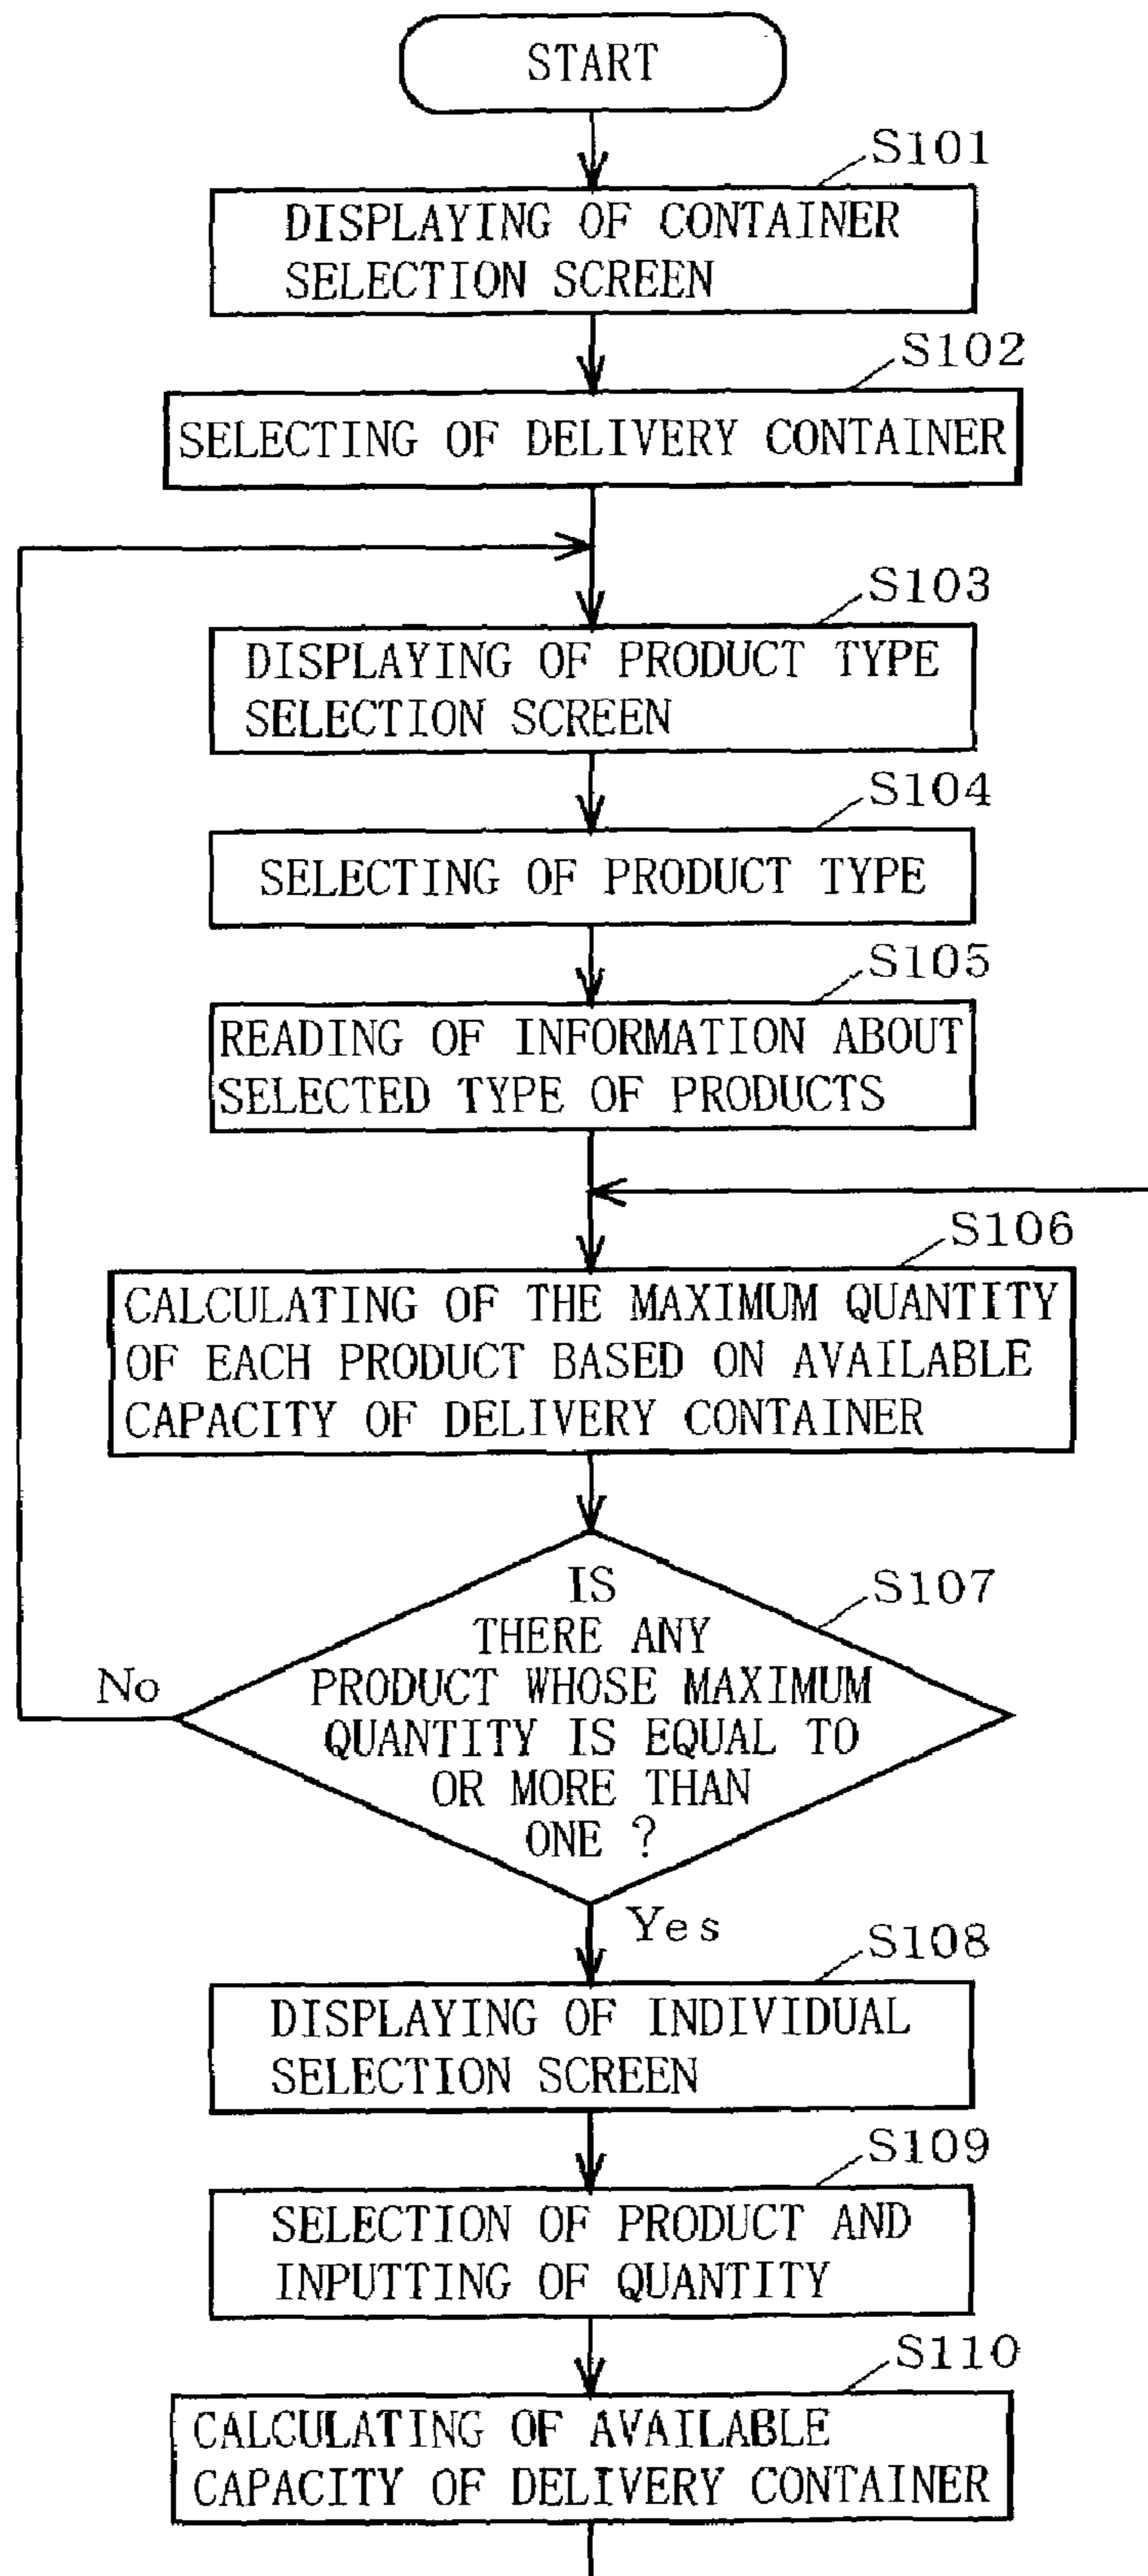 START
S101
DISPLAYING OF CONTAINER
SELECTION SCREEN
S102
SELECTING OF DELIVERY CONTAINER
S103
DISPLAYING OF PRODUCT TYPE
SELECTION SCREEN
S104
SELECTING OF PRODUCT TYPE
S105
READING OF INFORMATION ABOUT
SELECTED TYPE OF PRODUCTS
S106
CALCULATING OF THE MAXIMUM QUANTITY
OF EACH PRODUCT BASED ON AVAILABLE
CAPACITY OF DELIVERY CONTAINER
S107
IS
THERE ANY
PRODUCT WHOSE MAXIMUM
QUANTITY IS EQUAL TO
OR MORE THAN
ONE ?
No
Yes
S108
DISPLAYING OF INDIVIDUAL
SELECTION SCREEN
S109
SELECTION OF PRODUCT AND
INPUTTING OF QUANTITY
S110
CALCULATING OF AVAILABLE
CAPACITY OF DELIVERY CONTAINER